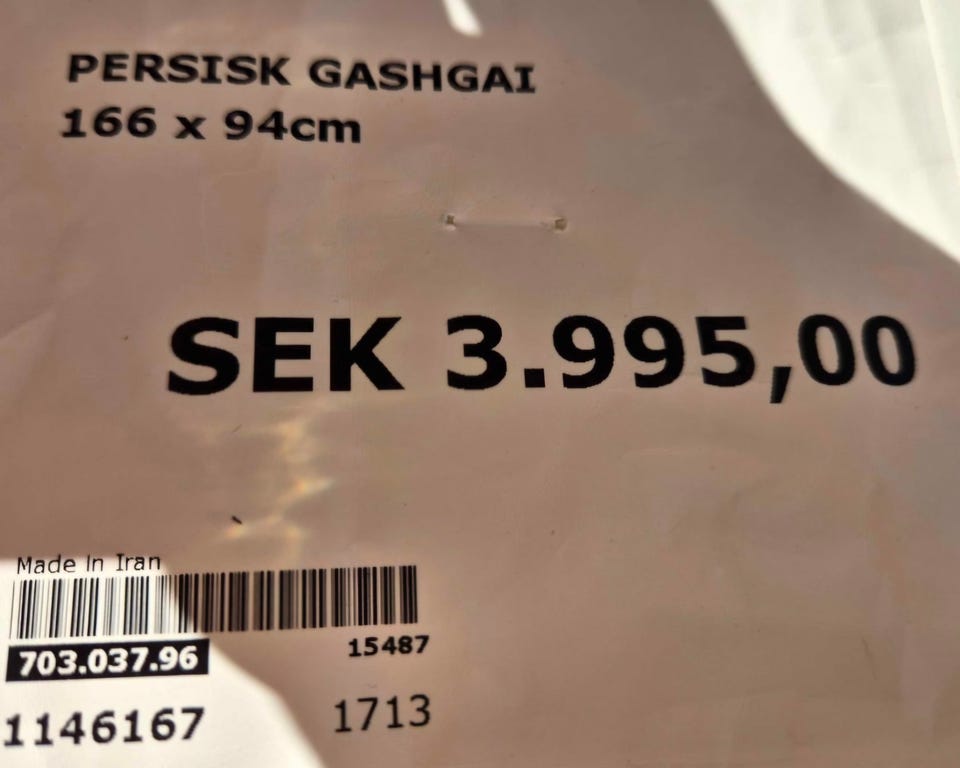 PERSISK GASHGAI
166 x 94cm
SEK 3.995,00
Made In Iran
703.037.96
15487
1146167
1713